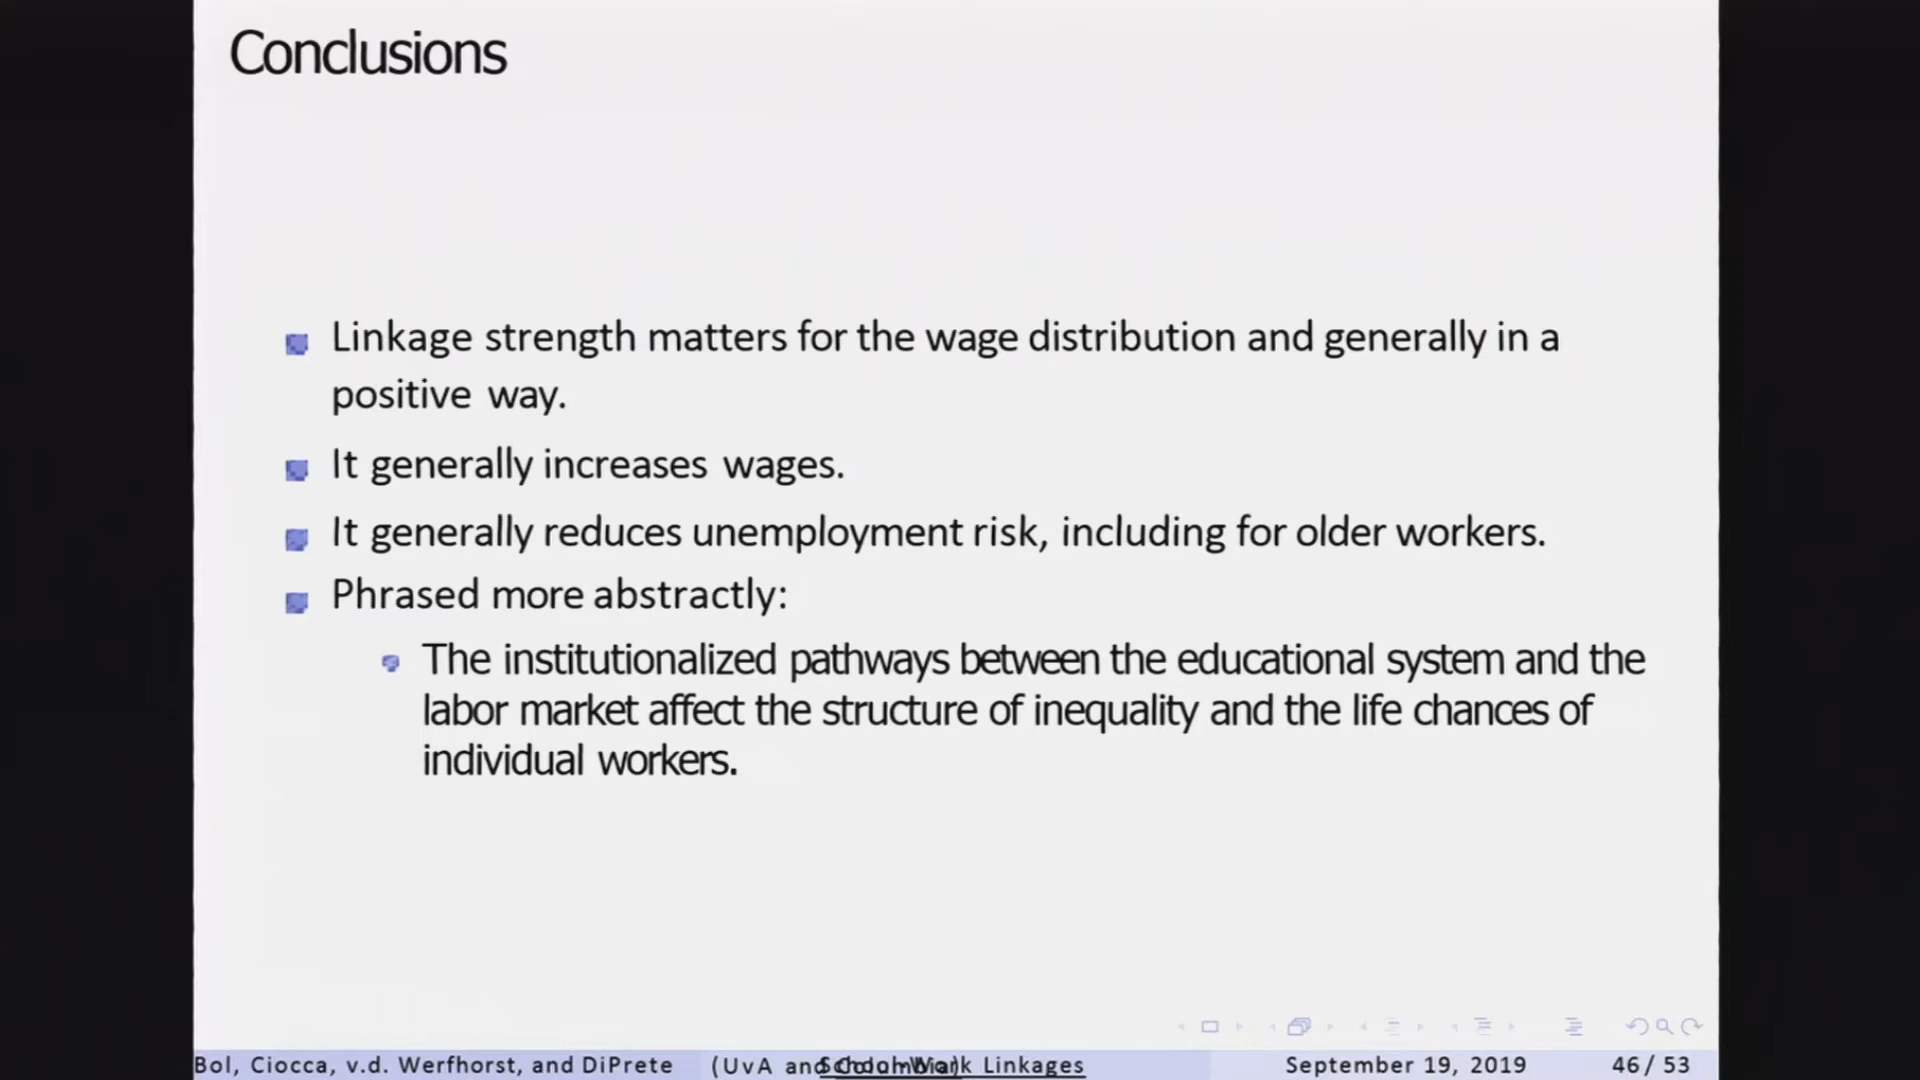 Conclusions
Linkage strength matters for the wage distribution and generally in a
positive way.
It generally increases wages.
It generally reduces unemployment risk, including for older workers.
Phrased more abstractly:
The institutionalized pathways between the educational system and the
labor market affect the structure of inequality and the life chances of
individual workers.
Bol, Ciocca, v.d. Werfhorst, and DiPrete (UvA and Columbia) School-Work Linkages September 19, 2019 46 / 53